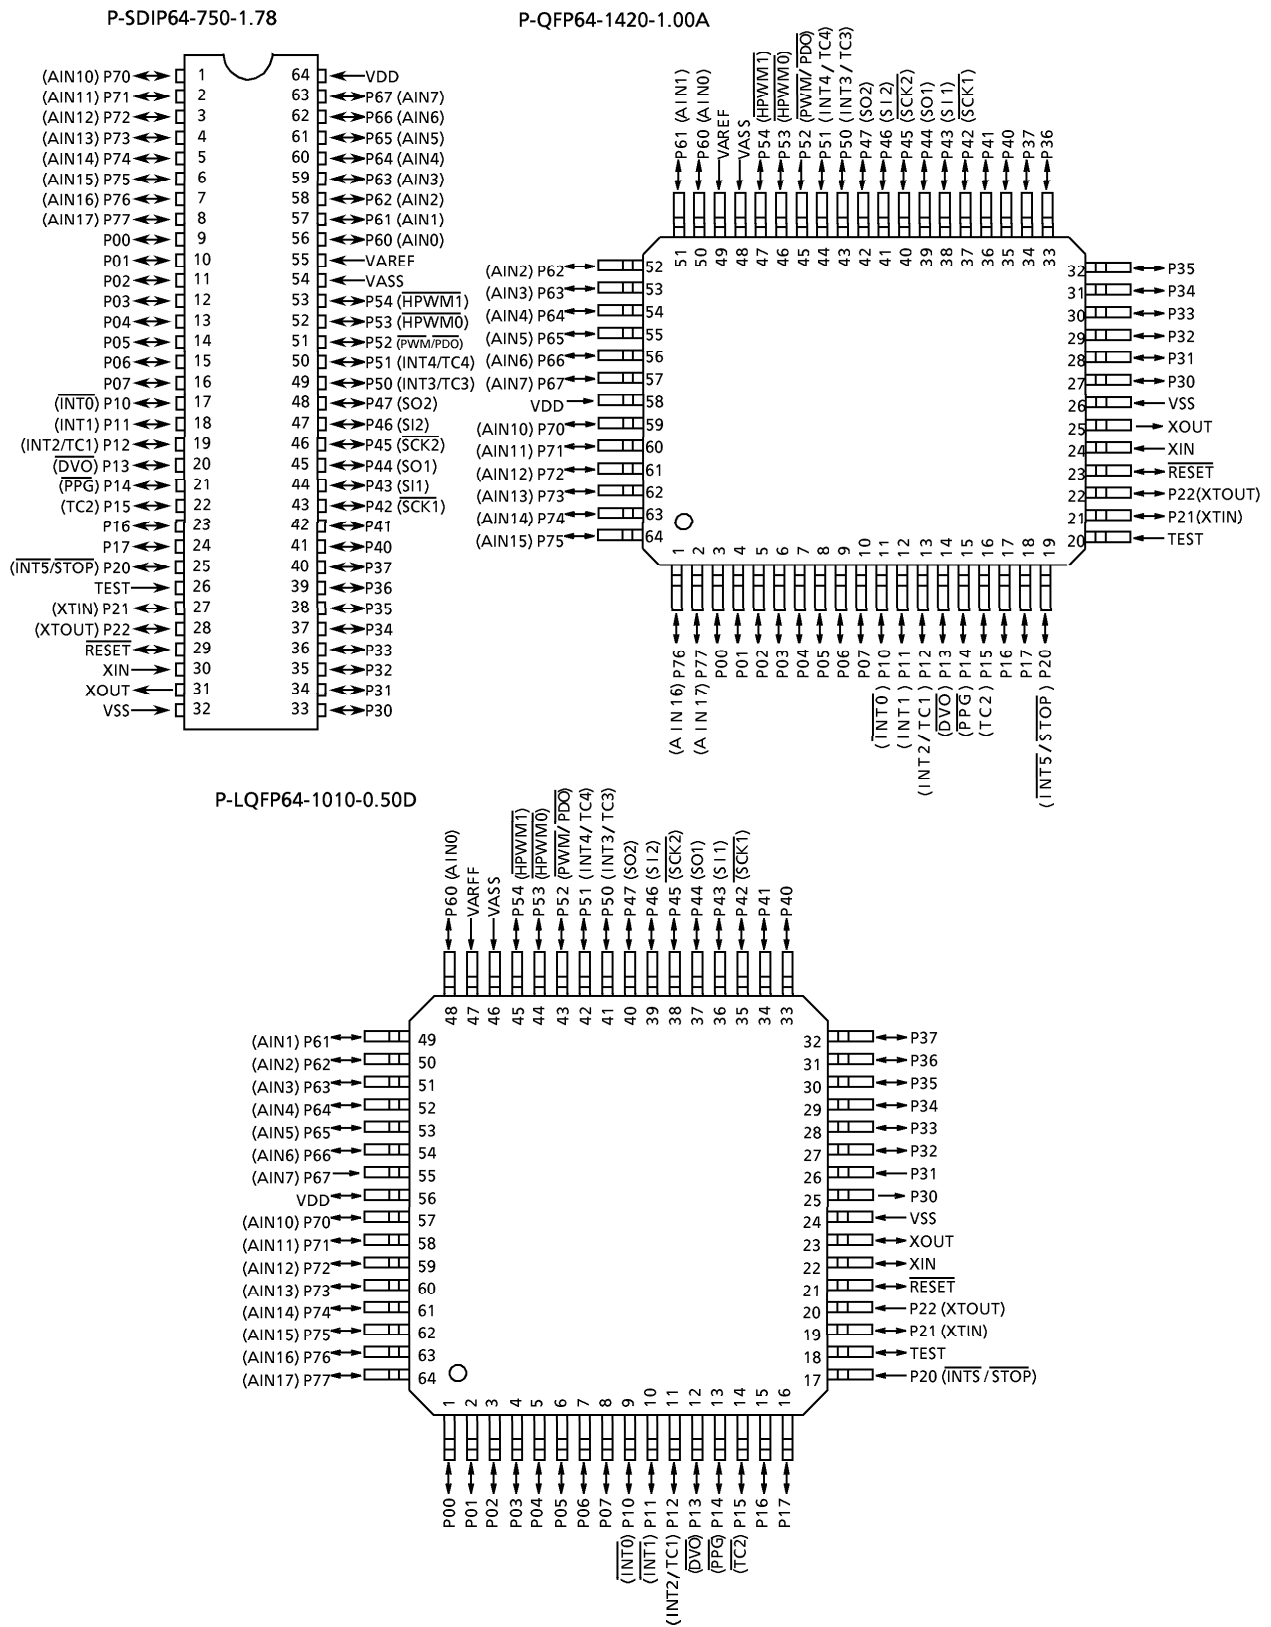 P-SDIP64-750-1.78
(AIN10) P70 1 64 VDD
(AIN11) P71 2 63 P67 (AIN7)
(AIN12) P72 3 62 P66 (AIN6)
(AIN13) P73 4 61 P65 (AIN5)
(AIN14) P74 5 60 P64 (AIN4)
(AIN15) P75 6 59 P63 (AIN3)
(AIN16) P76 7 58 P62 (AIN2)
(AIN17) P77 8 57 P61 (AIN1)
P00 9 56 P60 (AIN0)
P01 10 55 VAREF
P02 11 54 VASS
P03 12 53 P54 (HPWM1)
P04 13 52 P53 (HPWM0)
P05 14 51 P52 (PWM/PDO)
P06 15 50 P51 (INT4/TC4)
P07 16 49 P50 (INT3/TC3)
(INT0) P10 17 48 P47 (SO2)
(INT1) P11 18 47 P46 (SI2)
(INT2/TC1) P12 19 46 P45 (SCK2)
(DVO) P13 20 45 P44 (SO1)
(PPG) P14 21 44 P43 (SI1)
(TC2) P15 22 43 P42 (SCK1)
P16 23 42 P41
P17 24 41 P40
(INT5/STOP) P20 25 40 P37
TEST 26 39 P36
(XTIN) P21 27 38 P35
(XTOUT) P22 28 37 P34
RESET 29 36 P33
XIN 30 35 P32
XOUT 31 34 P31
VSS 32 33 P30
P-QFP64-1420-1.00A
P61 (AIN1)
P60 (AIN0)
VAREF
VASS
P54 (HPWM1)
P53 (HPWM0)
P52 (PWM/PDO)
P51 (INT4/TC4)
P50 (INT3/TC3)
P47 (SO2)
P46 (SI2)
P45 (SCK2)
P44 (SO1)
P43 (SI1)
P42 (SCK1)
P41
P40
P37
P36
51 50 49 48 47 46 45 44 43 42 41 40 39 38 37 36 35 34 33
(AIN2) P62 52 32 P35
(AIN3) P63 53 31 P34
(AIN4) P64 54 30 P33
(AIN5) P65 55 29 P32
(AIN6) P66 56 28 P31
(AIN7) P67 57 27 P30
VDD 58 26 VSS
(AIN10) P70 59 25 XOUT
(AIN11) P71 60 24 XIN
(AIN12) P72 61 23 RESET
(AIN13) P73 62 22 P22(XTOUT)
(AIN14) P74 63 21 P21(XTIN)
(AIN15) P75 64 20 TEST
1 2 3 4 5 6 7 8 9 10 11 12 13 14 15 16 17 18 19
(AIN16) P76
(AIN17) P77
P00
P01
P02
P03
P04
P05
P06
P07
(INT0) P10
(INT1) P11
(INT2/TC1) P12
(DVO) P13
(PPG) P14
(TC2) P15
P16
P17
(INT5/STOP) P20
P-LQFP64-1010-0.50D
P60 (AIN0)
VARFF
VASS
P54 (HPWM1)
P53 (HPWM0)
P52 (PWM/PDO)
P51 (INT4/TC4)
P50 (INT3/TC3)
P47 (SO2)
P46 (SI2)
P45 (SCK2)
P44 (SO1)
P43 (SI1)
P42 (SCK1)
P41
P40
48 47 46 45 44 43 42 41 40 39 38 37 36 35 34 33
(AIN1) P61 49 32 P37
(AIN2) P62 50 31 P36
(AIN3) P63 51 30 P35
(AIN4) P64 52 29 P34
(AIN5) P65 53 28 P33
(AIN6) P66 54 27 P32
(AIN7) P67 55 26 P31
VDD 56 25 P30
(AIN10) P70 57 24 VSS
(AIN11) P71 58 23 XOUT
(AIN12) P72 59 22 XIN
(AIN13) P73 60 21 RESET
(AIN14) P74 61 20 P22 (XTOUT)
(AIN15) P75 62 19 P21 (XTIN)
(AIN16) P76 63 18 TEST
(AIN17) P77 64 17 P20 (INTS/STOP)
1 2 3 4 5 6 7 8 9 10 11 12 13 14 15 16
P00
P01
P02
P03
P04
P05
P06
P07
(INT0) P10
(INT1) P11
(INT2/TC1) P12
(DVO) P13
(PPG) P14
(TC2) P15
P16
P17